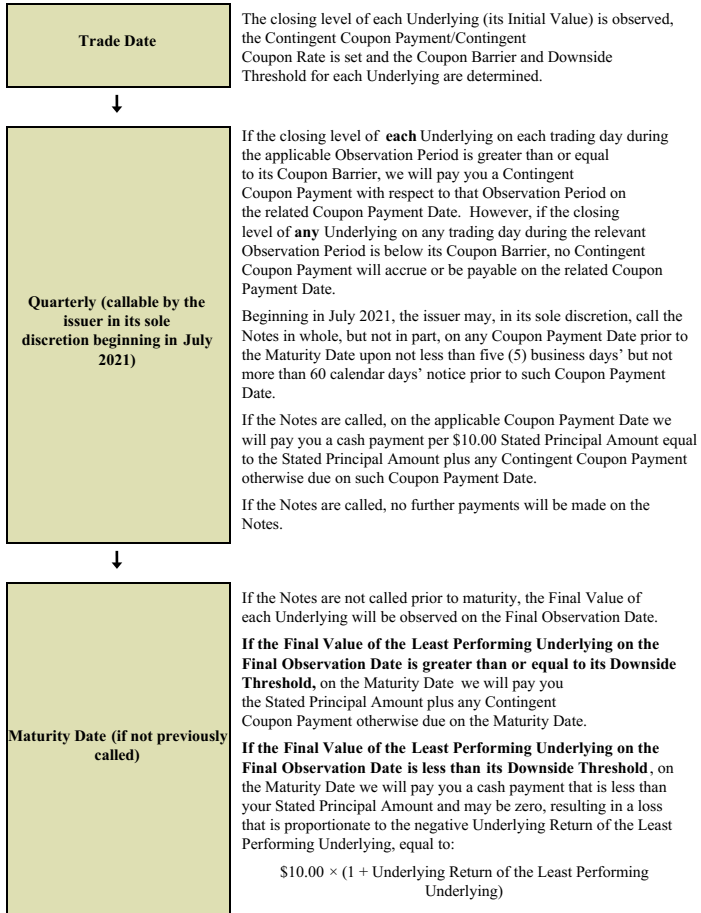 Trade Date
The closing level of each Underlying (its Initial Value) is observed,
the Contingent Coupon Payment/Contingent
Coupon Rate is set and the Coupon Barrier and Downside
Threshold for each Underlying are determined.
↓
Quarterly (callable by the
issuer in its sole
discretion beginning in July
2021)
If the closing level of each Underlying on each trading day during
the applicable Observation Period is greater than or equal
to its Coupon Barrier, we will pay you a Contingent
Coupon Payment with respect to that Observation Period on
the related Coupon Payment Date. However, if the closing
level of any Underlying on any trading day during the relevant
Observation Period is below its Coupon Barrier, no Contingent
Coupon Payment will accrue or be payable on the related Coupon
Payment Date.
Beginning in July 2021, the issuer may, in its sole discretion, call the
Notes in whole, but not in part, on any Coupon Payment Date prior to
the Maturity Date upon not less than five (5) business days’ but not
more than 60 calendar days’ notice prior to such Coupon Payment
Date.
If the Notes are called, on the applicable Coupon Payment Date we
will pay you a cash payment per $10.00 Stated Principal Amount equal
to the Stated Principal Amount plus any Contingent Coupon Payment
otherwise due on such Coupon Payment Date.
If the Notes are called, no further payments will be made on the
Notes.
↓
Maturity Date (if not previously
called)
If the Notes are not called prior to maturity, the Final Value of
each Underlying will be observed on the Final Observation Date.
If the Final Value of the Least Performing Underlying on the
Final Observation Date is greater than or equal to its Downside
Threshold, on the Maturity Date we will pay you
the Stated Principal Amount plus any Contingent
Coupon Payment otherwise due on the Maturity Date.
If the Final Value of the Least Performing Underlying on the
Final Observation Date is less than its Downside Threshold, on
the Maturity Date we will pay you a cash payment that is less than
your Stated Principal Amount and may be zero, resulting in a loss
that is proportionate to the negative Underlying Return of the Least
Performing Underlying, equal to:
$10.00 × (1 + Underlying Return of the Least Performing
Underlying)